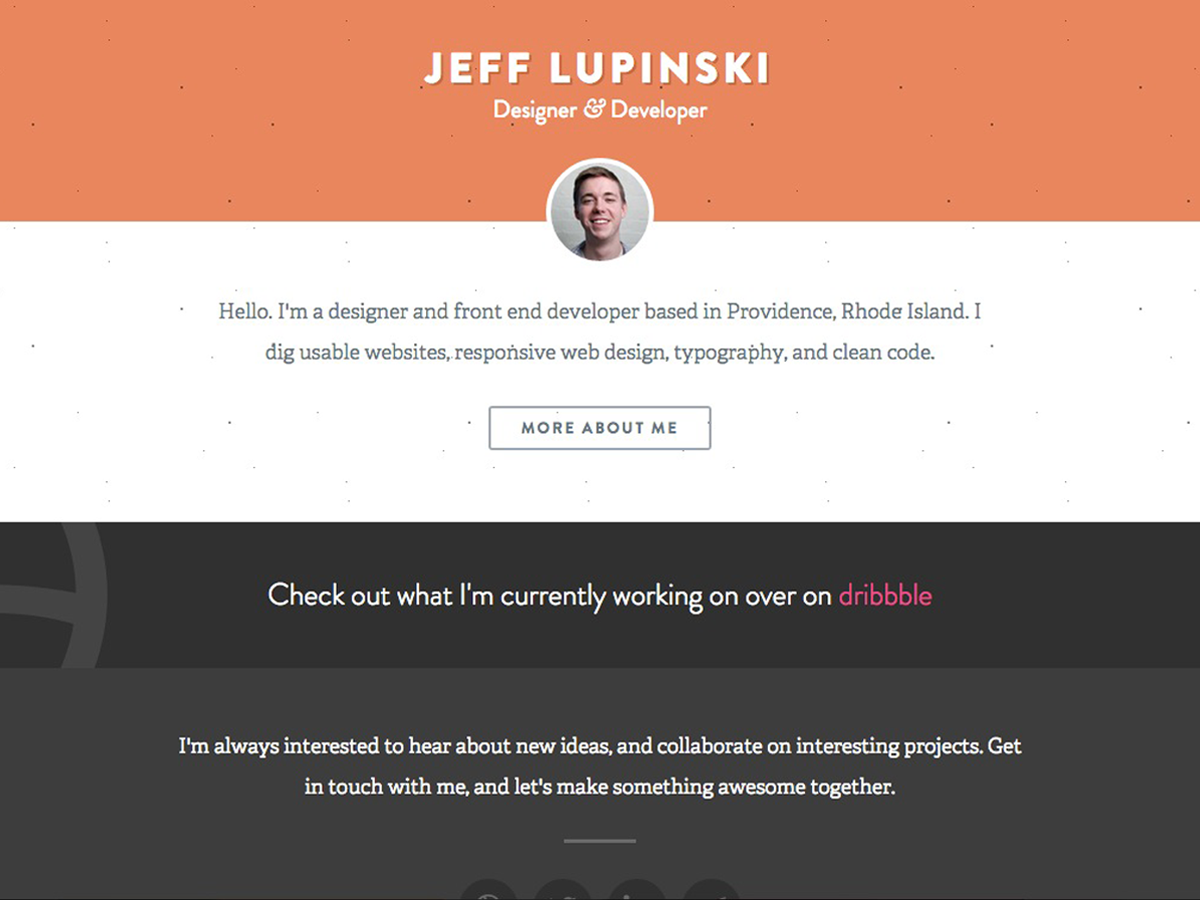 JEFF LUPINSKI
Designer & Developer
Hello. I'm a designer and front end developer based in Providence, Rhode Island. I
dig usable websites, responsive web design, typography, and clean code.
MORE ABOUT ME
Check out what I'm currently working on over on dribbble
I'm always interested to hear about new ideas, and collaborate on interesting projects. Get
in touch with me, and let's make something awesome together.